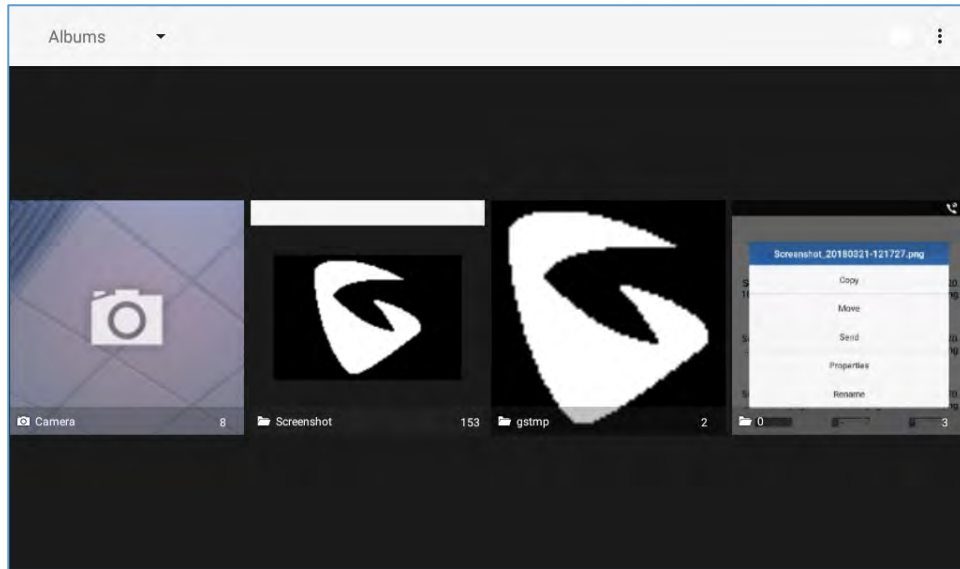 Albums
Screenshot_20180321-121727.png
Copy
Move
Send
Properties
Rename
Camera 8
Screenshot 153
gstmp 2
0 3